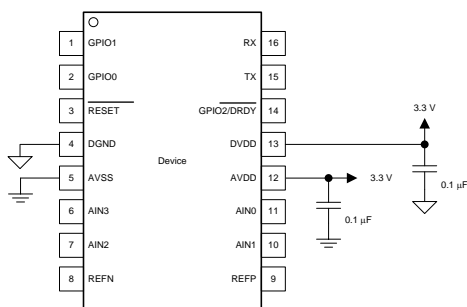 1 GPIO1 RX 16
2 GPIO0 TX 15
3 RESET GPIO2/DRDY 14
3.3 V
4 DGND DVDD 13
Device
5 AVSS AVDD 12 3.3 V
0.1 μF
6 AIN3 AIN0 11
0.1 μF
7 AIN2 AIN1 10
8 REFN REFP 9